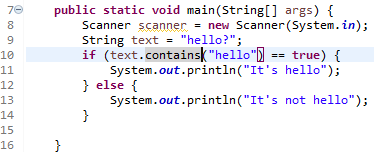 7 public static void main(String[] args) {
8 Scanner scanner = new Scanner(System.in);
9 String text = "hello?";
10 if (text.contains("hello") == true) {
11 System.out.println("It's hello");
12 } else {
13 System.out.println("It's not hello");
14 }
15
16 }